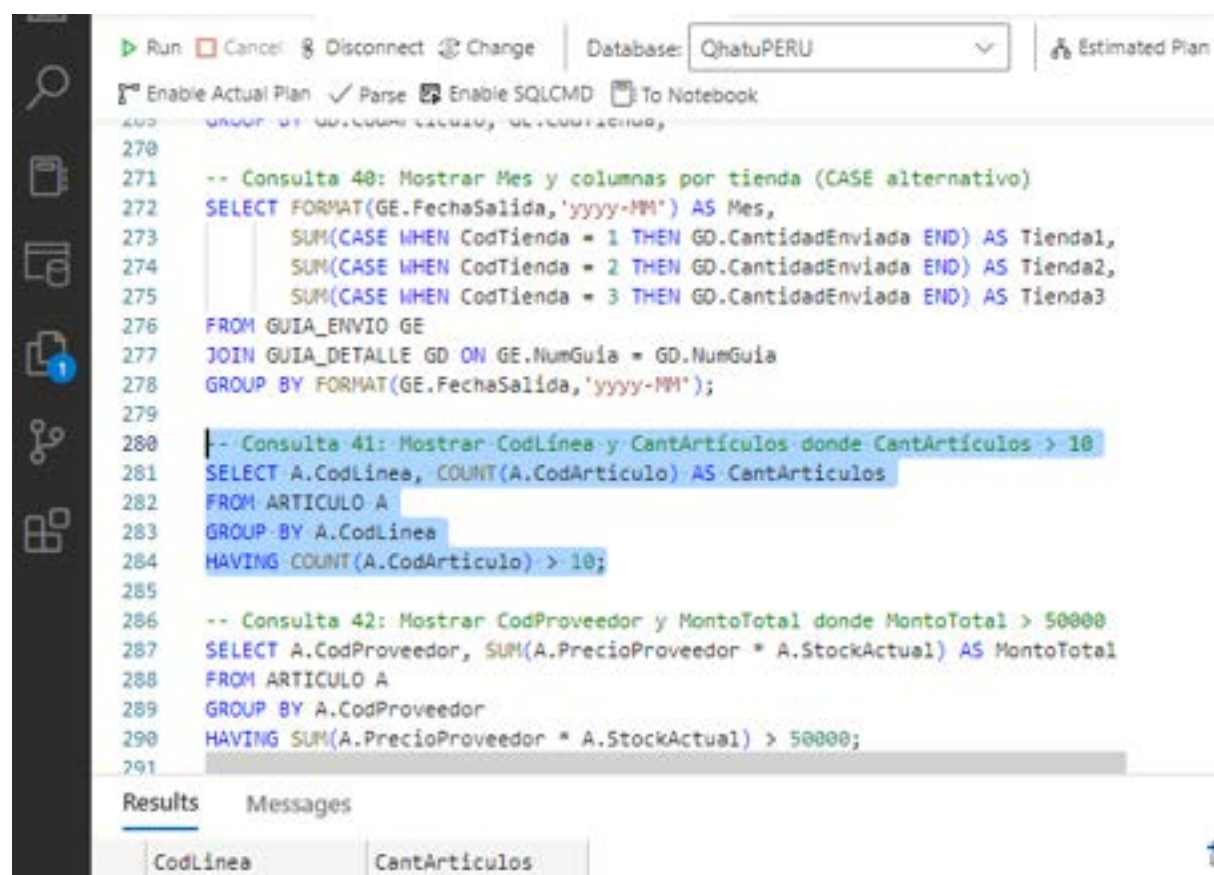 Run Cancel Disconnect Change Database: QhatuPERU Estimated Plan
Enable Actual Plan Parse Enable SQLCMD To Notebook
269 GROUP BY GD.CodArticulo, GE.CodTienda,
270
271 -- Consulta 40: Mostrar Mes y columnas por tienda (CASE alternativo)
272 SELECT FORMAT(GE.FechaSalida,'yyyy-MM') AS Mes,
273 SUM(CASE WHEN CodTienda = 1 THEN GD.CantidadEnviada END) AS Tienda1,
274 SUM(CASE WHEN CodTienda = 2 THEN GD.CantidadEnviada END) AS Tienda2,
275 SUM(CASE WHEN CodTienda = 3 THEN GD.CantidadEnviada END) AS Tienda3
276 FROM GUIA_ENVIO GE
277 JOIN GUIA_DETALLE GD ON GE.NumGuia = GD.NumGuia
278 GROUP BY FORMAT(GE.FechaSalida,'yyyy-MM');
279
280 -- Consulta 41: Mostrar CodLínea y CantArtículos donde CantArtículos > 10
281 SELECT A.CodLinea, COUNT(A.CodArticulo) AS CantArticulos
282 FROM ARTICULO A
283 GROUP BY A.CodLinea
284 HAVING COUNT(A.CodArticulo) > 10;
285
286 -- Consulta 42: Mostrar CodProveedor y MontoTotal donde MontoTotal > 50000
287 SELECT A.CodProveedor, SUM(A.PrecioProveedor * A.StockActual) AS MontoTotal
288 FROM ARTICULO A
289 GROUP BY A.CodProveedor
290 HAVING SUM(A.PrecioProveedor * A.StockActual) > 50000;
291
1
Results Messages
CodLinea CantArticulos